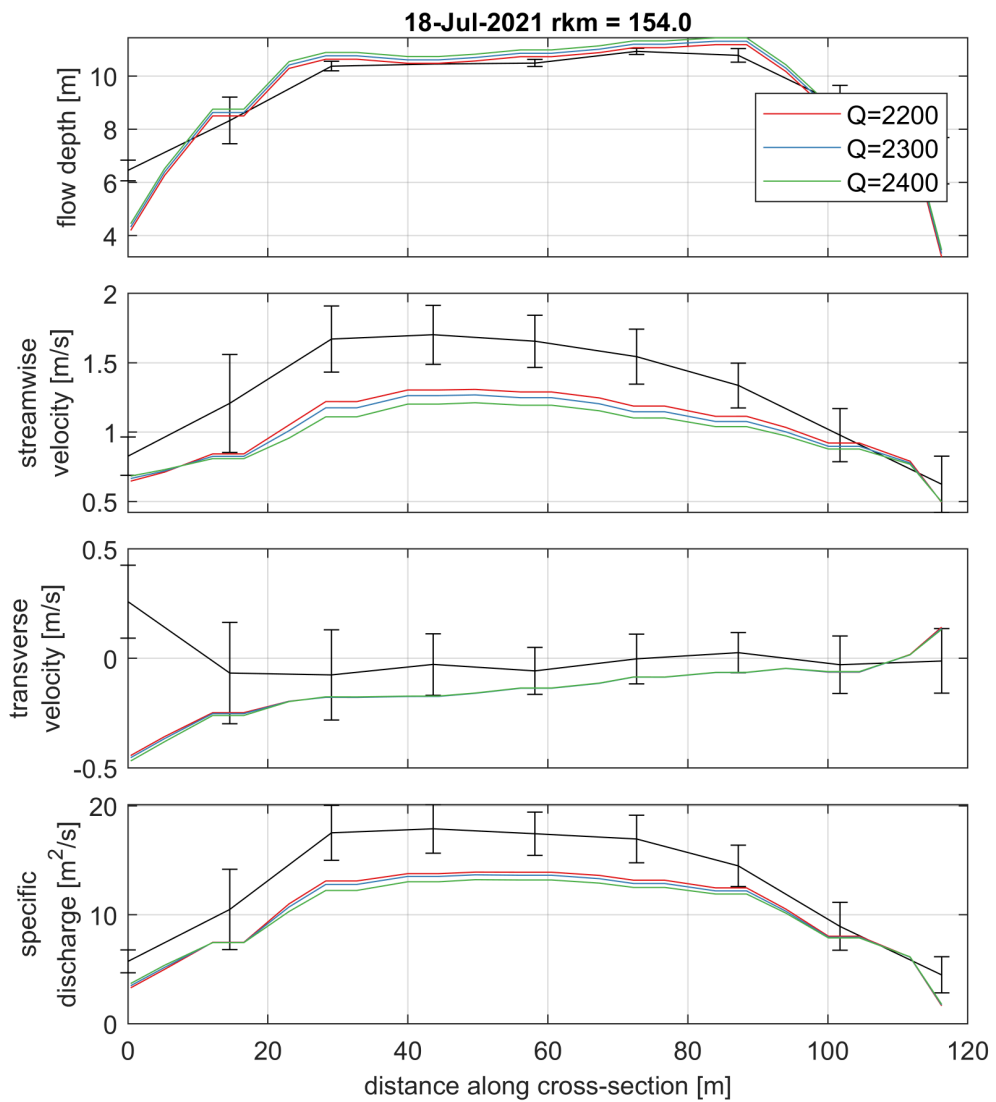 18-Jul-2021 rkm = 154.0
flow depth [m]
10
8
6
4
Q=2200
Q=2300
Q=2400
streamwise
velocity [m/s]
2
1.5
1
0.5
transverse
velocity [m/s]
0.5
0
-0.5
specific
discharge [m²/s]
20
10
0
0 20 40 60 80 100 120
distance along cross-section [m]